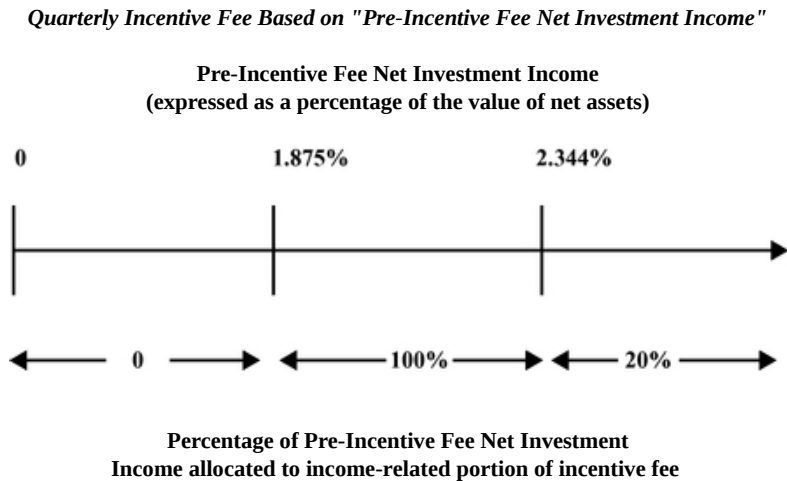 Quarterly Incentive Fee Based on "Pre-Incentive Fee Net Investment Income"
Pre-Incentive Fee Net Investment Income
(expressed as a percentage of the value of net assets)
0 1.875% 2.344%
0 100% 20%
Percentage of Pre-Incentive Fee Net Investment
Income allocated to income-related portion of incentive fee